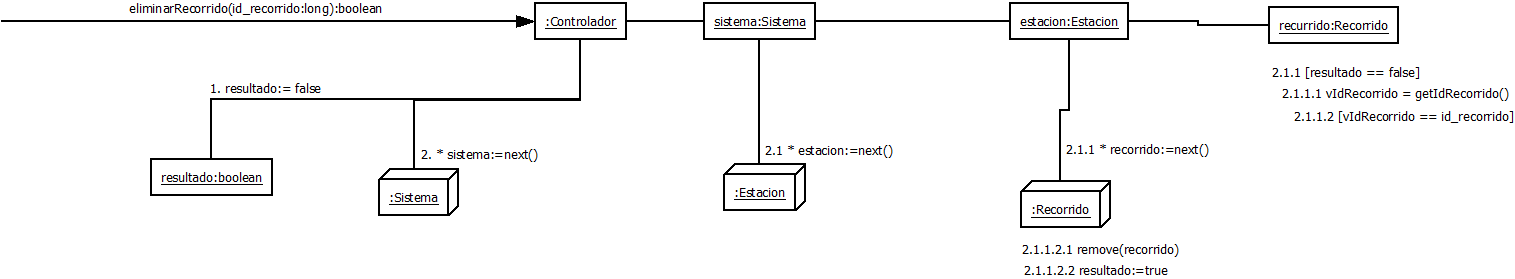 eliminarRecorrido(id_recorrido:long):boolean
:Controlador
sistema:Sistema
estacion:Estacion
recurrido:Recorrido
1. resultado:= false
2.1.1 [resultado == false]
2.1.1.1 vIdRecorrido = getIdRecorrido()
2.1.1.2 [vIdRecorrido == id_recorrido]
2. * sistema:=next()
2.1 * estacion:=next()
2.1.1 * recorrido:=next()
resultado:boolean
:Sistema
:Estacion
:Recorrido
2.1.1.2.1 remove(recorrido)
2.1.1.2.2 resultado:=true